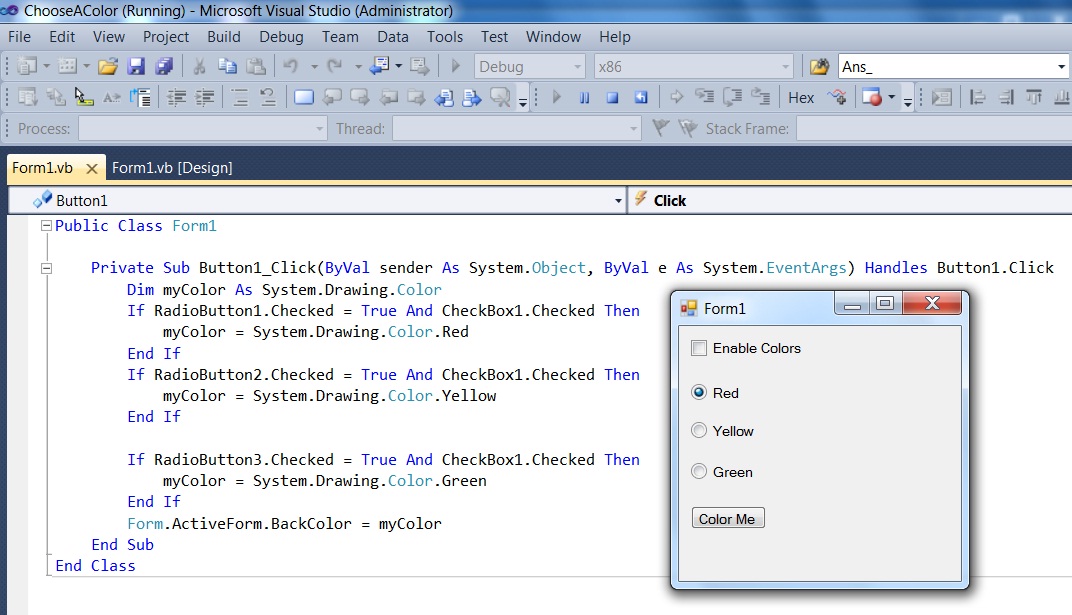 ChooseAColor (Running) - Microsoft Visual Studio (Administrator)
File Edit View Project Build Debug Team Data Tools Test Window Help
Debug x86 Ans_
Hex
Process: Thread: Stack Frame:
Form1.vb Form1.vb [Design]
Button1 Click
Public Class Form1
Private Sub Button1_Click(ByVal sender As System.Object, ByVal e As System.EventArgs) Handles Button1.Click
Dim myColor As System.Drawing.Color
If RadioButton1.Checked = True And CheckBox1.Checked Then
myColor = System.Drawing.Color.Red
End If
If RadioButton2.Checked = True And CheckBox1.Checked Then
myColor = System.Drawing.Color.Yellow
End If
If RadioButton3.Checked = True And CheckBox1.Checked Then
myColor = System.Drawing.Color.Green
End If
Form.ActiveForm.BackColor = myColor
End Sub
End Class
Form1
Enable Colors
Red
Yellow
Green
Color Me